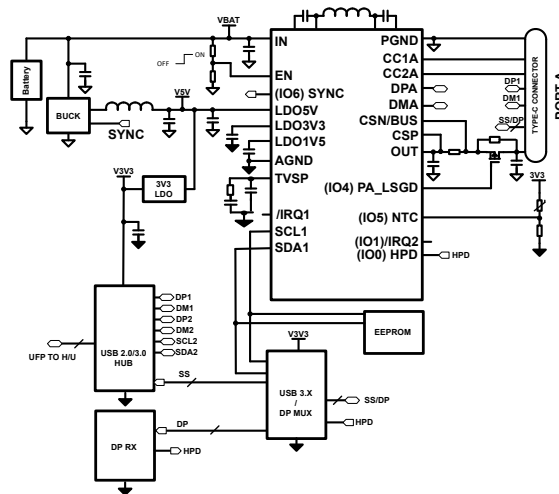 VBAT
IN
PGND
CC1A
CC2A
OFF
ON
EN
DPA
DP1
Battery
(IO6) SYNC
DMA
DM1
V5V
CSN/BUS
SS/DP
TYPE-C CONNECTOR
PORT A
BUCK
LDO5V
CSP
SYNC
LDO3V3
OUT
LDO1V5
AGND
V3V3
3V3
LDO
TVSP
(IO4) PA_LSGD
3V3
/IRQ1
(IO5) NTC
SCL1
(IO1)/IRQ2
SDA1
(IO0) HPD
HPD
DP1
DM1
DP2
DM2
SCL2
SDA2
UFP TO H/U
USB 2.0/3.0
HUB
EEPROM
V3V3
SS
USB 3.X
/
DP MUX
SS/DP
HPD
DP
DP RX
HPD